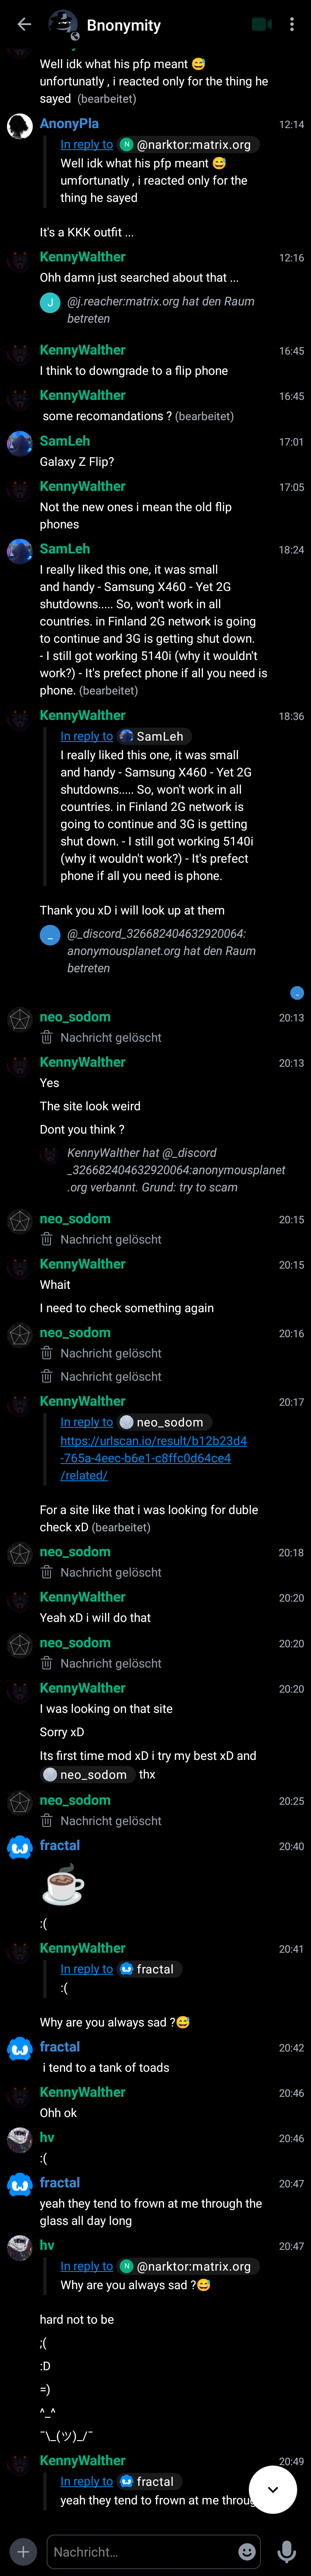 Bnonymity
Well idk what his pfp meant 😅
unfortunatly , i reacted only for the thing he
sayed (bearbeitet)
AnonyPla 12:14
In reply to N @narktor:matrix.org
Well idk what his pfp meant 😅
umfortunatly , i reacted only for the
thing he sayed
It's a KKK outfit ...
KennyWalther 12:16
Ohh damn just searched about that ...
J @j.reacher:matrix.org hat den Raum
betreten
KennyWalther 16:45
I think to downgrade to a flip phone
KennyWalther 16:45
some recomandations ? (bearbeitet)
SamLeh 17:01
Galaxy Z Flip?
KennyWalther 17:05
Not the new ones i mean the old flip
phones
SamLeh 18:24
I really liked this one, it was small
and handy - Samsung X460 - Yet 2G
shutdowns..... So, won't work in all
countries. in Finland 2G network is going
to continue and 3G is getting shut down.
- I still got working 5140i (why it wouldn't
work?) - It's prefect phone if all you need is
phone. (bearbeitet)
KennyWalther 18:36
In reply to SamLeh
I really liked this one, it was small
and handy - Samsung X460 - Yet 2G
shutdowns..... So, won't work in all
countries. in Finland 2G network is
going to continue and 3G is getting
shut down. - I still got working 5140i
(why it wouldn't work?) - It's prefect
phone if all you need is phone.
Thank you xD i will look up at them
_ @_discord_326682404632920064:
anonymousplanet.org hat den Raum
betreten
_
neo_sodom 20:13
Nachricht gelöscht
KennyWalther 20:13
Yes
The site look weird
Dont you think ?
KennyWalther hat @_discord
_326682404632920064:anonymousplanet
.org verbannt. Grund: try to scam
neo_sodom 20:15
Nachricht gelöscht
KennyWalther 20:15
Whait
I need to check something again
neo_sodom 20:16
Nachricht gelöscht
Nachricht gelöscht
KennyWalther 20:17
In reply to neo_sodom
https://urlscan.io/result/b12b23d4
-765a-4eec-b6e1-c8ffc0d64ce4
/related/
For a site like that i was looking for duble
check xD (bearbeitet)
neo_sodom 20:18
Nachricht gelöscht
KennyWalther 20:20
Yeah xD i will do that
neo_sodom 20:20
Nachricht gelöscht
KennyWalther 20:20
I was looking on that site
Sorry xD
Its first time mod xD i try my best xD and
neo_sodom thx
neo_sodom 20:25
Nachricht gelöscht
fractal 20:40
☕
:(
KennyWalther 20:41
In reply to fractal
:(
Why are you always sad ?😅
fractal 20:42
i tend to a tank of toads
KennyWalther 20:46
Ohh ok
hv 20:46
:(
fractal 20:47
yeah they tend to frown at me through the
glass all day long
hv 20:47
In reply to N @narktor:matrix.org
Why are you always sad ?😅
hard not to be
;(
:D
=)
^_^
¯\_(ツ)_/¯
KennyWalther 20:49
In reply to fractal
yeah they tend to frown at me throug
Nachricht…